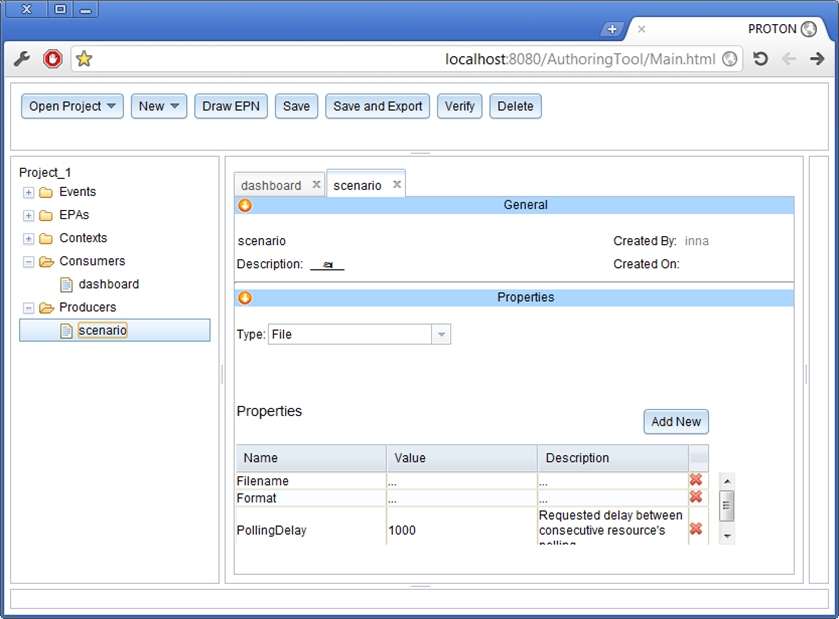 PROTON
localhost:8080/AuthoringTool/Main.html
Open Project New Draw EPN Save Save and Export Verify Delete
Project_1
Events
EPAs
Contexts
Consumers
dashboard
Producers
scenario
dashboard scenario
General
scenario Created By: inna
Description: Created On:
Properties
Type: File
Properties
Add New
Name Value Description
Filename ... ...
Format ... ...
PollingDelay 1000 Requested delay between
consecutive resource's
polling